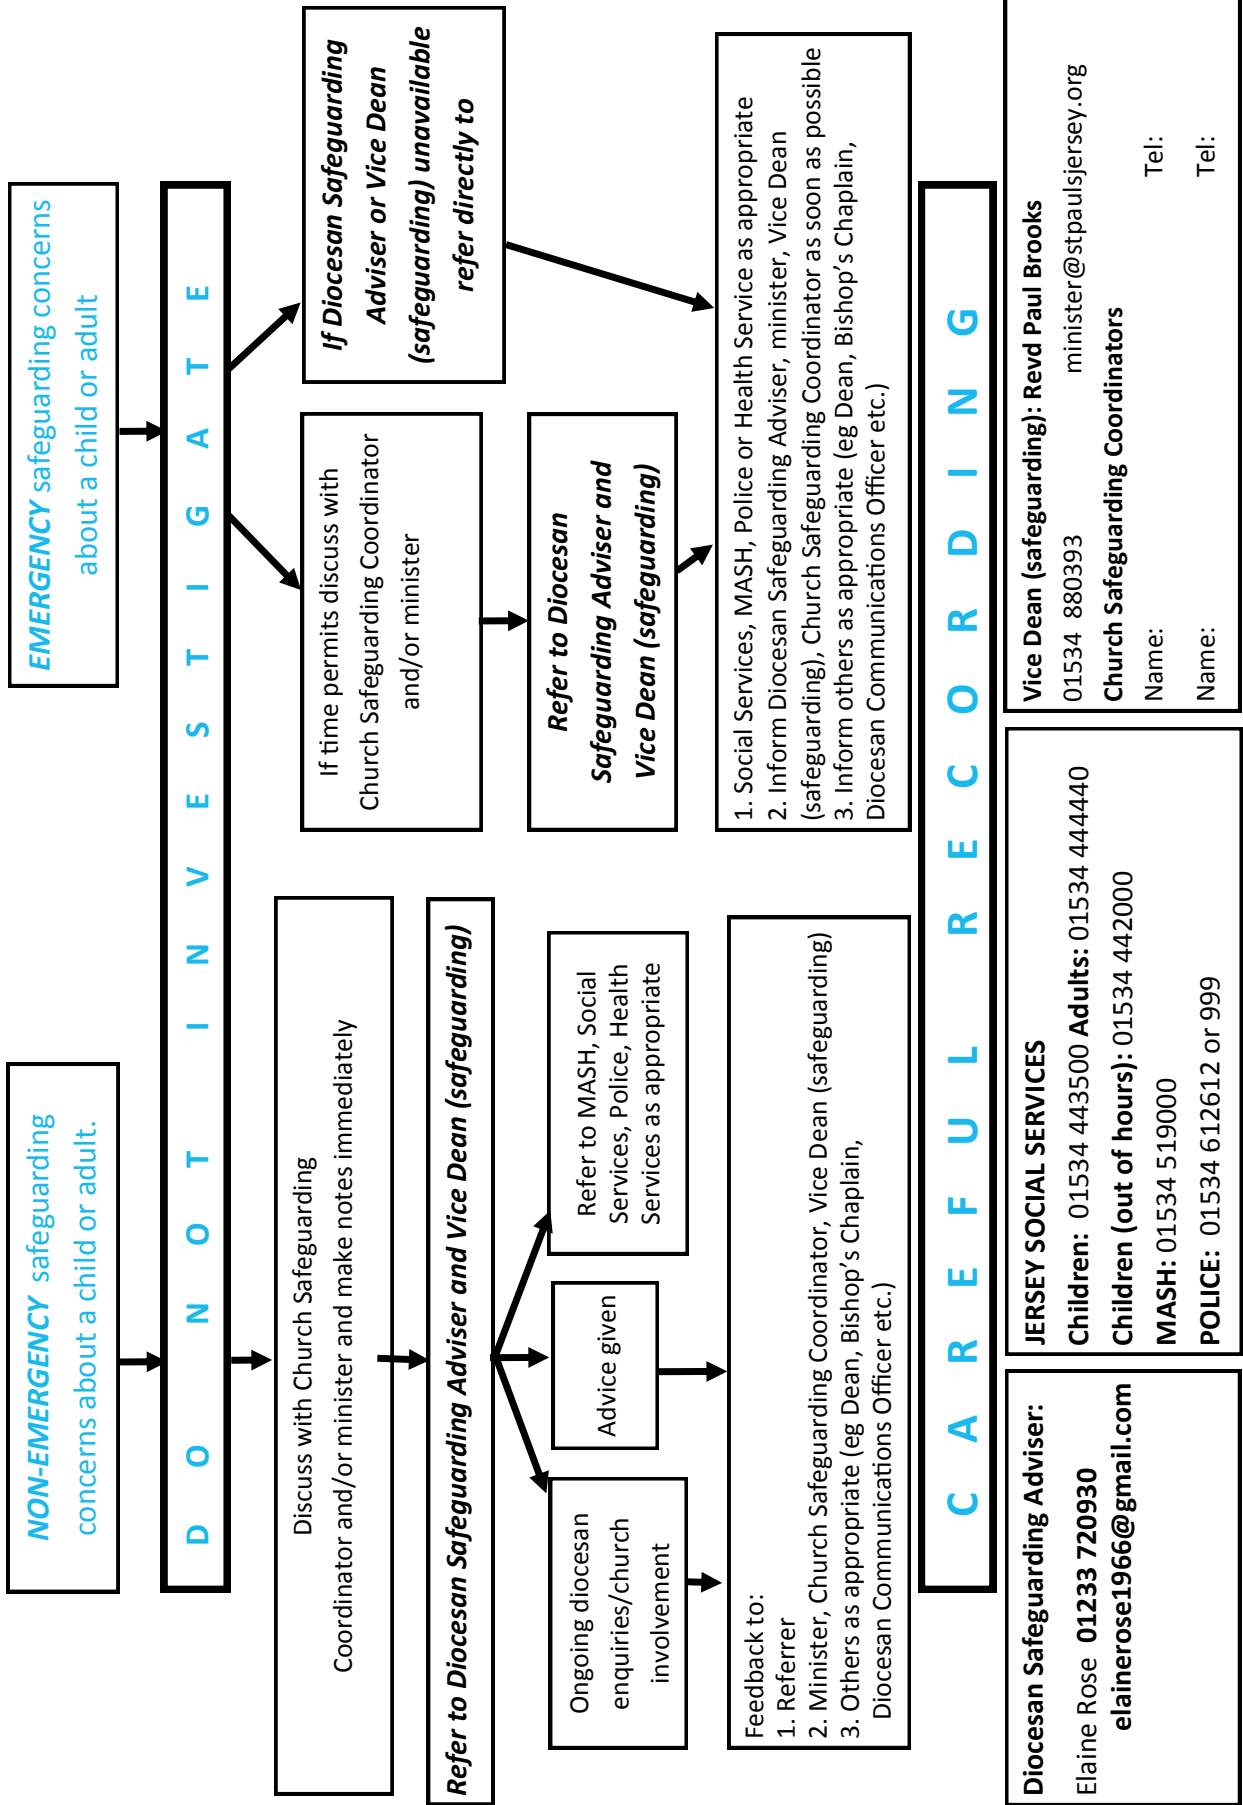 NON-EMERGENCY safeguarding
concerns about a child or adult.
EMERGENCY safeguarding concerns
about a child or adult
DO NOT INVESTIGATE
Discuss with Church Safeguarding
Coordinator and/or minister and make notes immediately
Refer to Diocesan Safeguarding Adviser and Vice Dean (safeguarding)
Ongoing diocesan
enquiries/church
involvement
Advice given
Refer to MASH, Social
Services, Police, Health
Services as appropriate
Feedback to:
1. Referrer
2. Minister, Church Safeguarding Coordinator, Vice Dean (safeguarding)
3. Others as appropriate (eg Dean, Bishop’s Chaplain,
Diocesan Communications Officer etc.)
If time permits discuss with
Church Safeguarding Coordinator
and/or minister
Refer to Diocesan
Safeguarding Adviser and
Vice Dean (safeguarding)
If Diocesan Safeguarding
Adviser or Vice Dean
(safeguarding) unavailable
refer directly to
1. Social Services, MASH, Police or Health Service as appropriate
2. Inform Diocesan Safeguarding Adviser, minister, Vice Dean
(safeguarding), Church Safeguarding Coordinator as soon as possible
3. Inform others as appropriate (eg Dean, Bishop’s Chaplain,
Diocesan Communications Officer etc.)
CAREFUL RECORDING
Diocesan Safeguarding Adviser:
Elaine Rose 01233 720930
elainerose1966@gmail.com
JERSEY SOCIAL SERVICES
Children: 01534 443500 Adults: 01534 444440
Children (out of hours): 01534 442000
MASH: 01534 519000
POLICE: 01534 612612 or 999
Vice Dean (safeguarding): Revd Paul Brooks
01534 880393 minister@stpaulsjersey.org
Church Safeguarding Coordinators
Name: Tel:
Name: Tel: